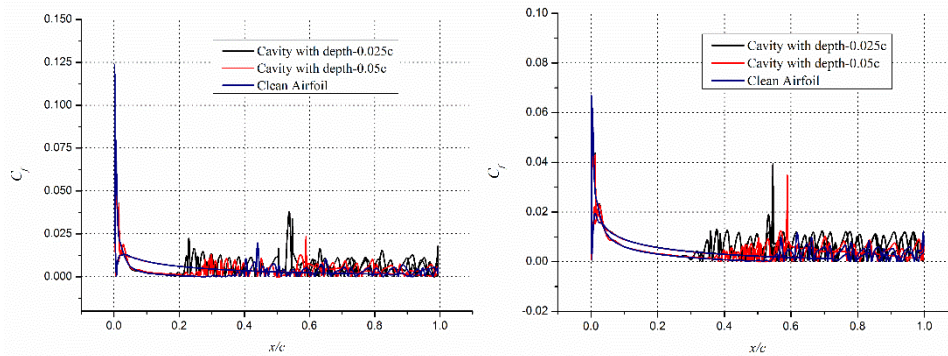 0.150
0.125
0.100
0.075
0.050
0.025
0.000
C_f
0.0 0.2 0.4 0.6 0.8 1.0
x/c
Cavity with depth-0.025c
Cavity with depth-0.05c
Clean Airfoil
0.10
0.08
0.06
0.04
0.02
0.00
-0.02
C_f
0.0 0.2 0.4 0.6 0.8 1.0
x/c
Cavity with depth-0.025c
Cavity with depth-0.05c
Clean Airfoil